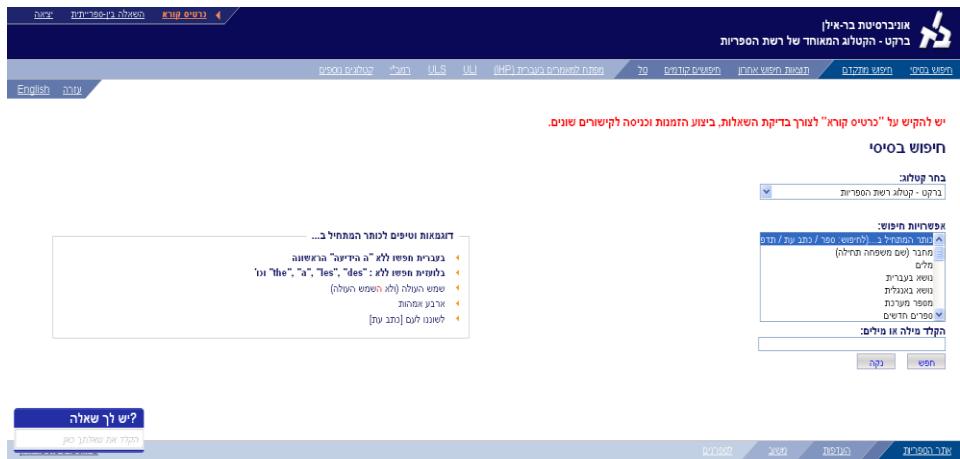 כרטיס קורא השאלה בין-ספרייתית יציאה
אוניברסיטת בר-אילן
ברקט - הקטלוג המאוחד של רשת הספריות
חיפוש בסיסי חיפוש מתקדם תוצאות חיפוש אחרון חיפושים קודמים סל מפתח למאמרים בעברית (IHP) ULI ULS רמבי" קטלוגים נוספים
עזרה English
יש להקיש על "כרטיס קורא" לצורך בדיקת השאלות, ביצוע הזמנות וכניסה לקישורים שונים.
חיפוש בסיסי
בחר קטלוג:
ברקט - קטלוג רשת הספריות
אפשרויות חיפוש:
כותר המתחיל ב...(לחיפוש: ספר / כתב עת / תדפ
מחבר (שם משפחה תחילה)
מלים
נושא בעברית
נושא באנגלית
מספר מערכת
ספרים חדשים
הקלד מילה או מילים:
חפש נקה
דוגמאות וטיפים לכותר המתחיל ב...
בעברית חפשו ללא "ה הידיעה" הראשונה
בלועזית חפשו ללא : "the", "a", "les", "des" וכו'
שמש העולה (ולא השמש העולה)
ארבע אמהות
לשוננו לעם [כתב עת]
יש לך שאלה?
הקלד את שאלתך כאן
אתר הספריות העדפות משוב לספרנים